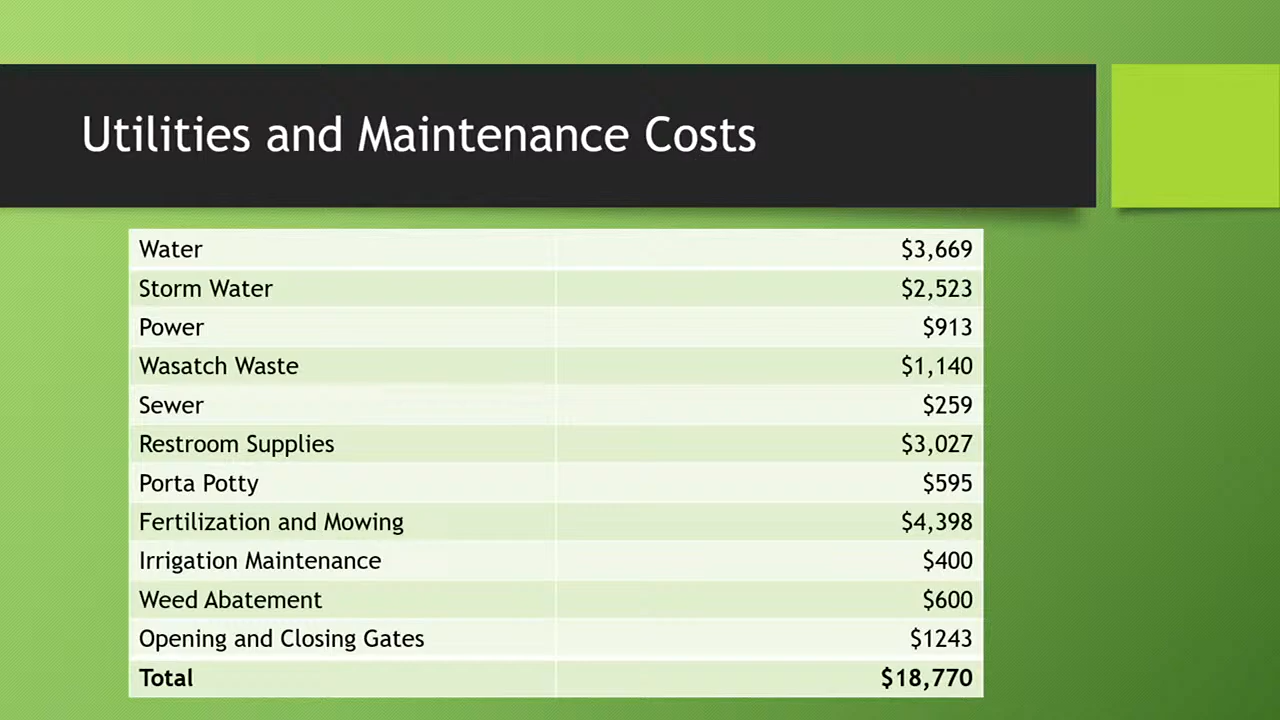 Utilities and Maintenance Costs
Water $3,669
Storm Water $2,523
Power $913
Wasatch Waste $1,140
Sewer $259
Restroom Supplies $3,027
Porta Potty $595
Fertilization and Mowing $4,398
Irrigation Maintenance $400
Weed Abatement $600
Opening and Closing Gates $1243
Total $18,770